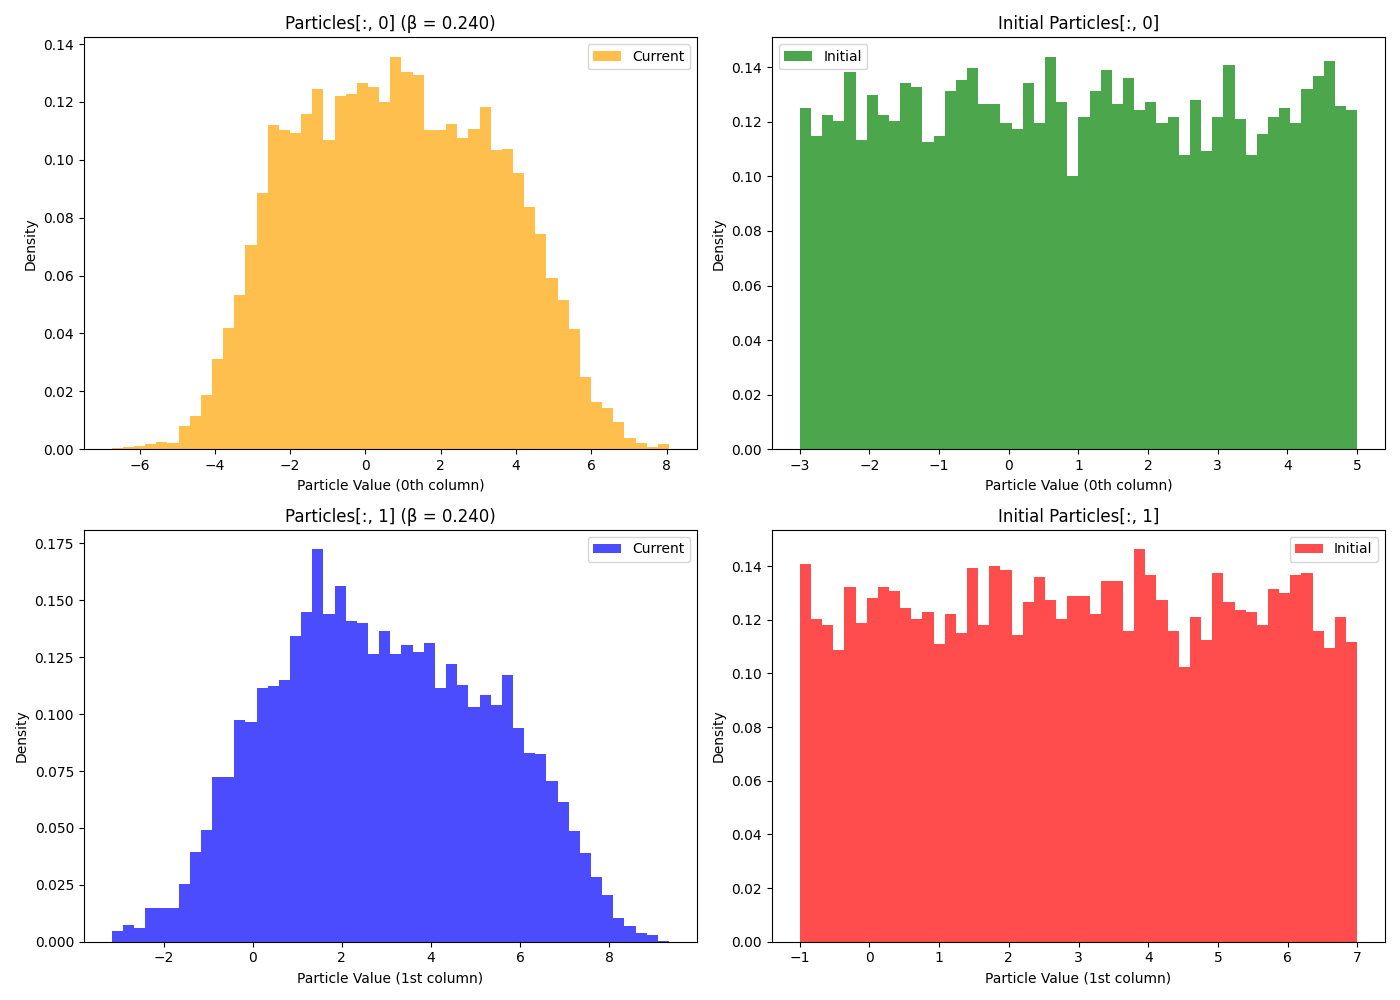 Particles[:, 0] (β = 0.240)
Current
Density
0.14
0.12
0.10
0.08
0.06
0.04
0.02
0.00
−6 −4 −2 0 2 4 6 8
Particle Value (0th column)
Initial Particles[:, 0]
Initial
Density
0.14
0.12
0.10
0.08
0.06
0.04
0.02
0.00
−3 −2 −1 0 1 2 3 4 5
Particle Value (0th column)
Particles[:, 1] (β = 0.240)
Current
Density
0.175
0.150
0.125
0.100
0.075
0.050
0.025
0.000
−2 0 2 4 6 8
Particle Value (1st column)
Initial Particles[:, 1]
Initial
Density
0.14
0.12
0.10
0.08
0.06
0.04
0.02
0.00
−1 0 1 2 3 4 5 6 7
Particle Value (1st column)